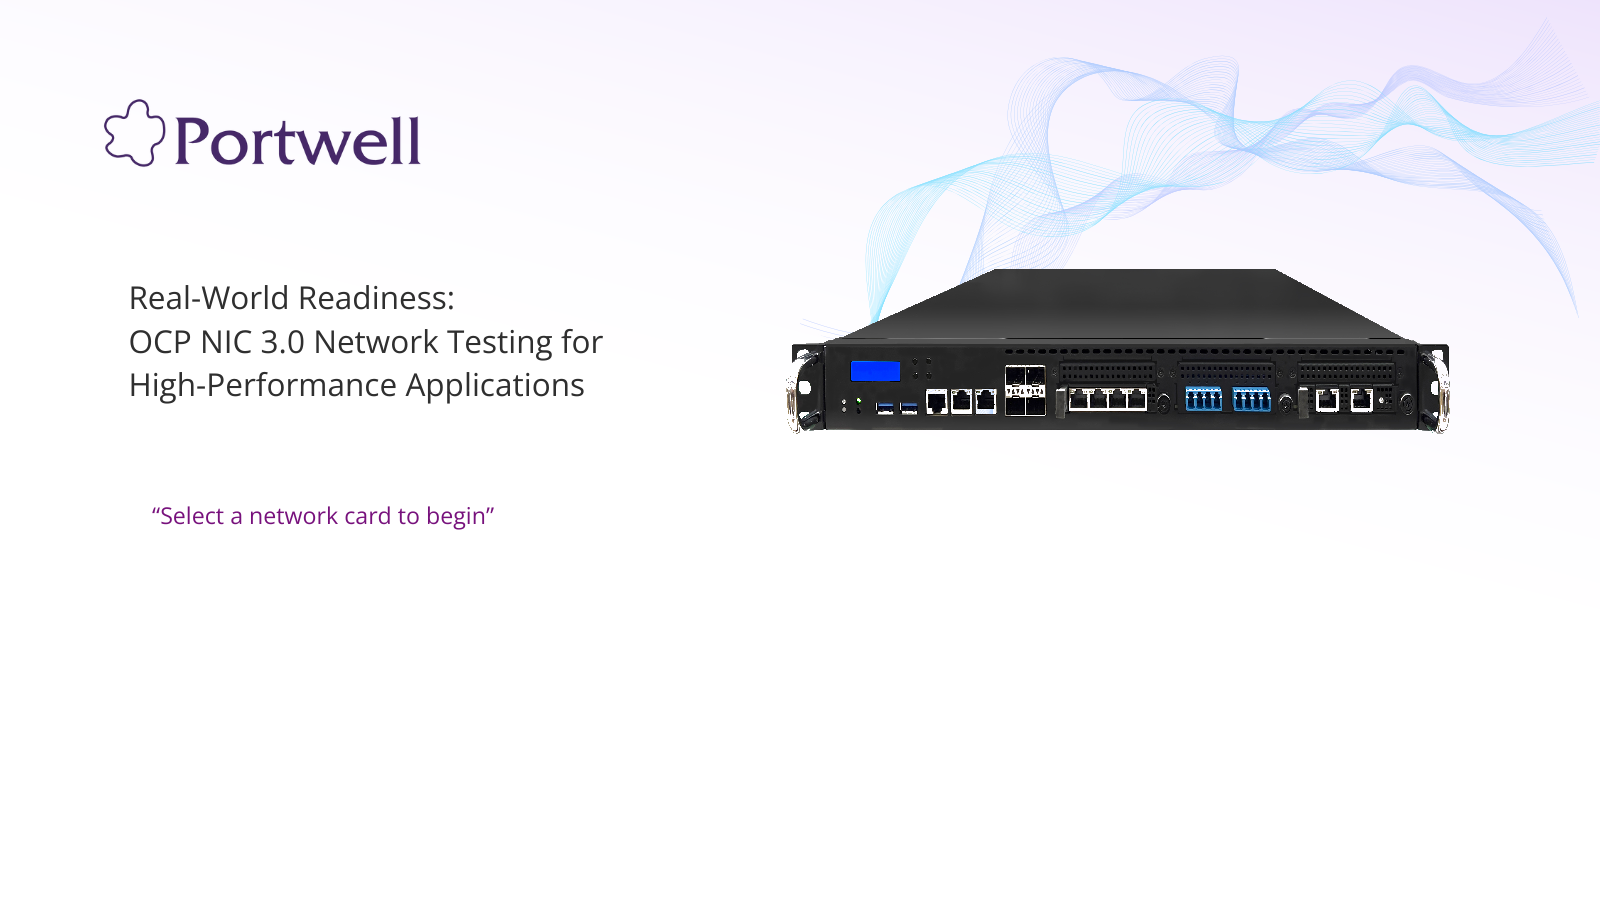 Portwell
Real-World Readiness:
OCP NIC 3.0 Network Testing for
High-Performance Applications
“Select a network card to begin”